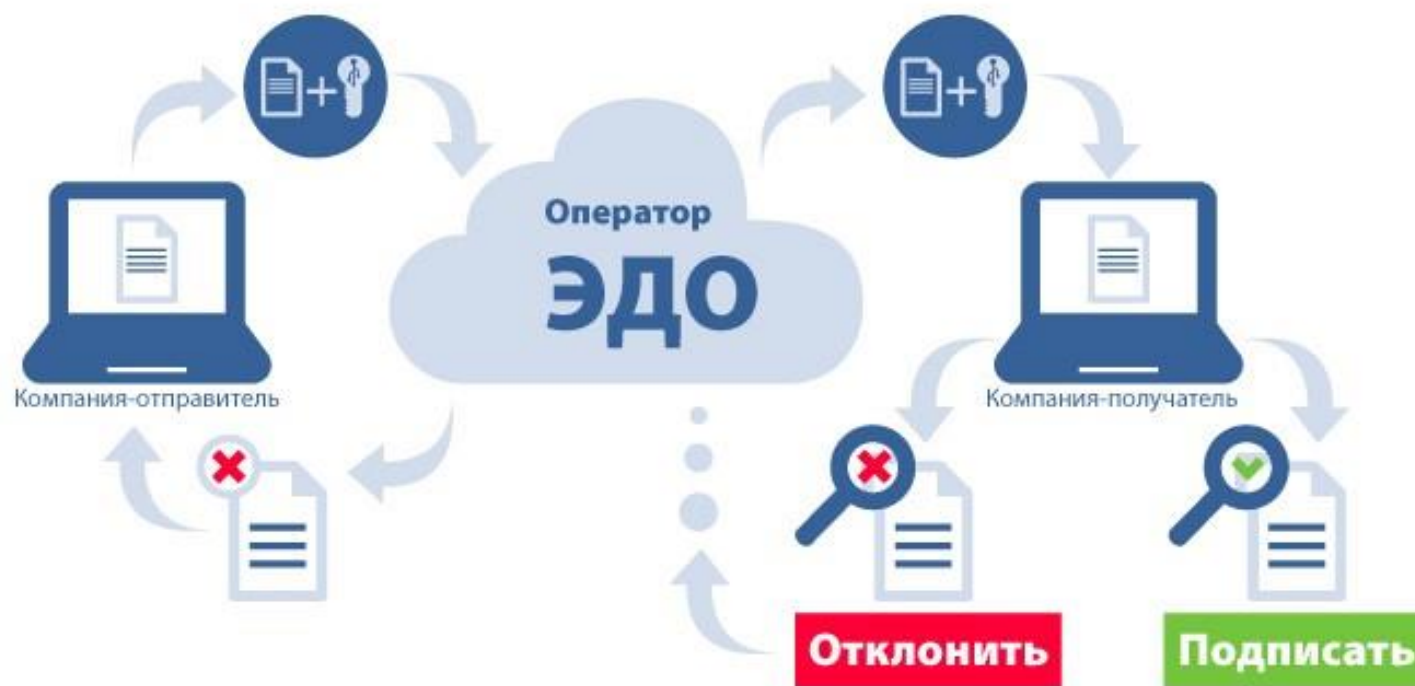 Оператор
ЭДО
Компания-отправитель
Компания-получатель
Отклонить
Подписать